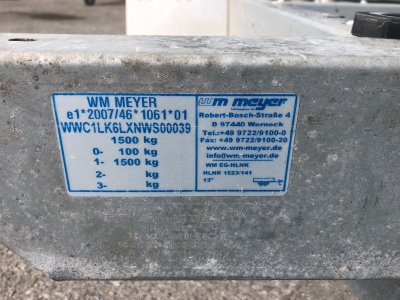 WM MEYER
e1*2007/46*1061*01
WWC1LK6LXNWS00039
1500 kg
0- 100 kg
1- 1500 kg
2- kg
3- kg
wm meyer
Robert-Bosch-Straße 4
D 97440 Werneck
Tel.:+49 9722/9100-0
Fax: +49 9722/9100-20
www.wm-meyer.de
info@wm-meyer.de
WM EG-HLNK
HLNK 1523/141
13"